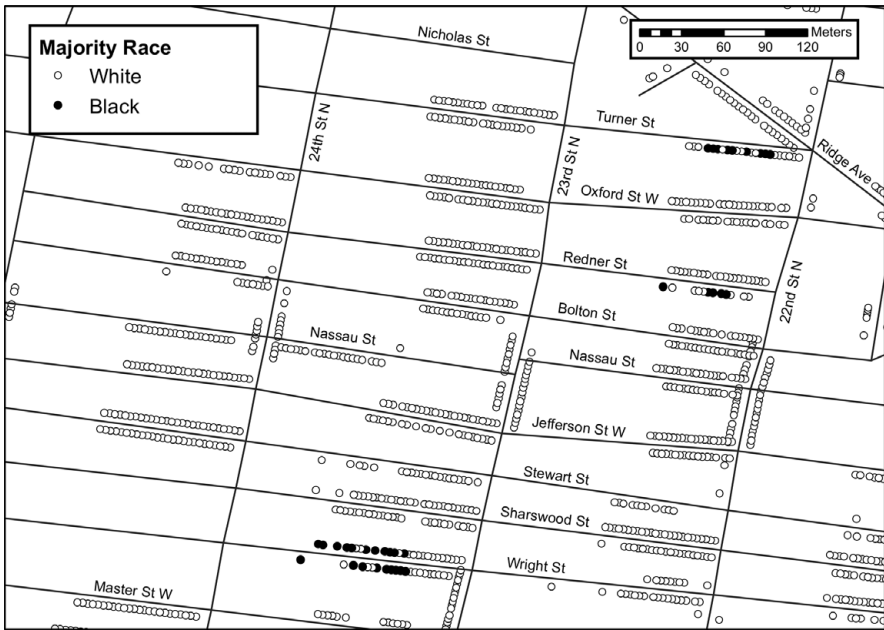 Majority Race
White
Black
Meters
0 30 60 90 120
Nicholas St
24th St N
23rd St N
Turner St
Ridge Ave
Oxford St W
Redner St
22nd St N
Bolton St
Nassau St
Nassau St
Jefferson St W
Stewart St
Sharswood St
Wright St
Master St W